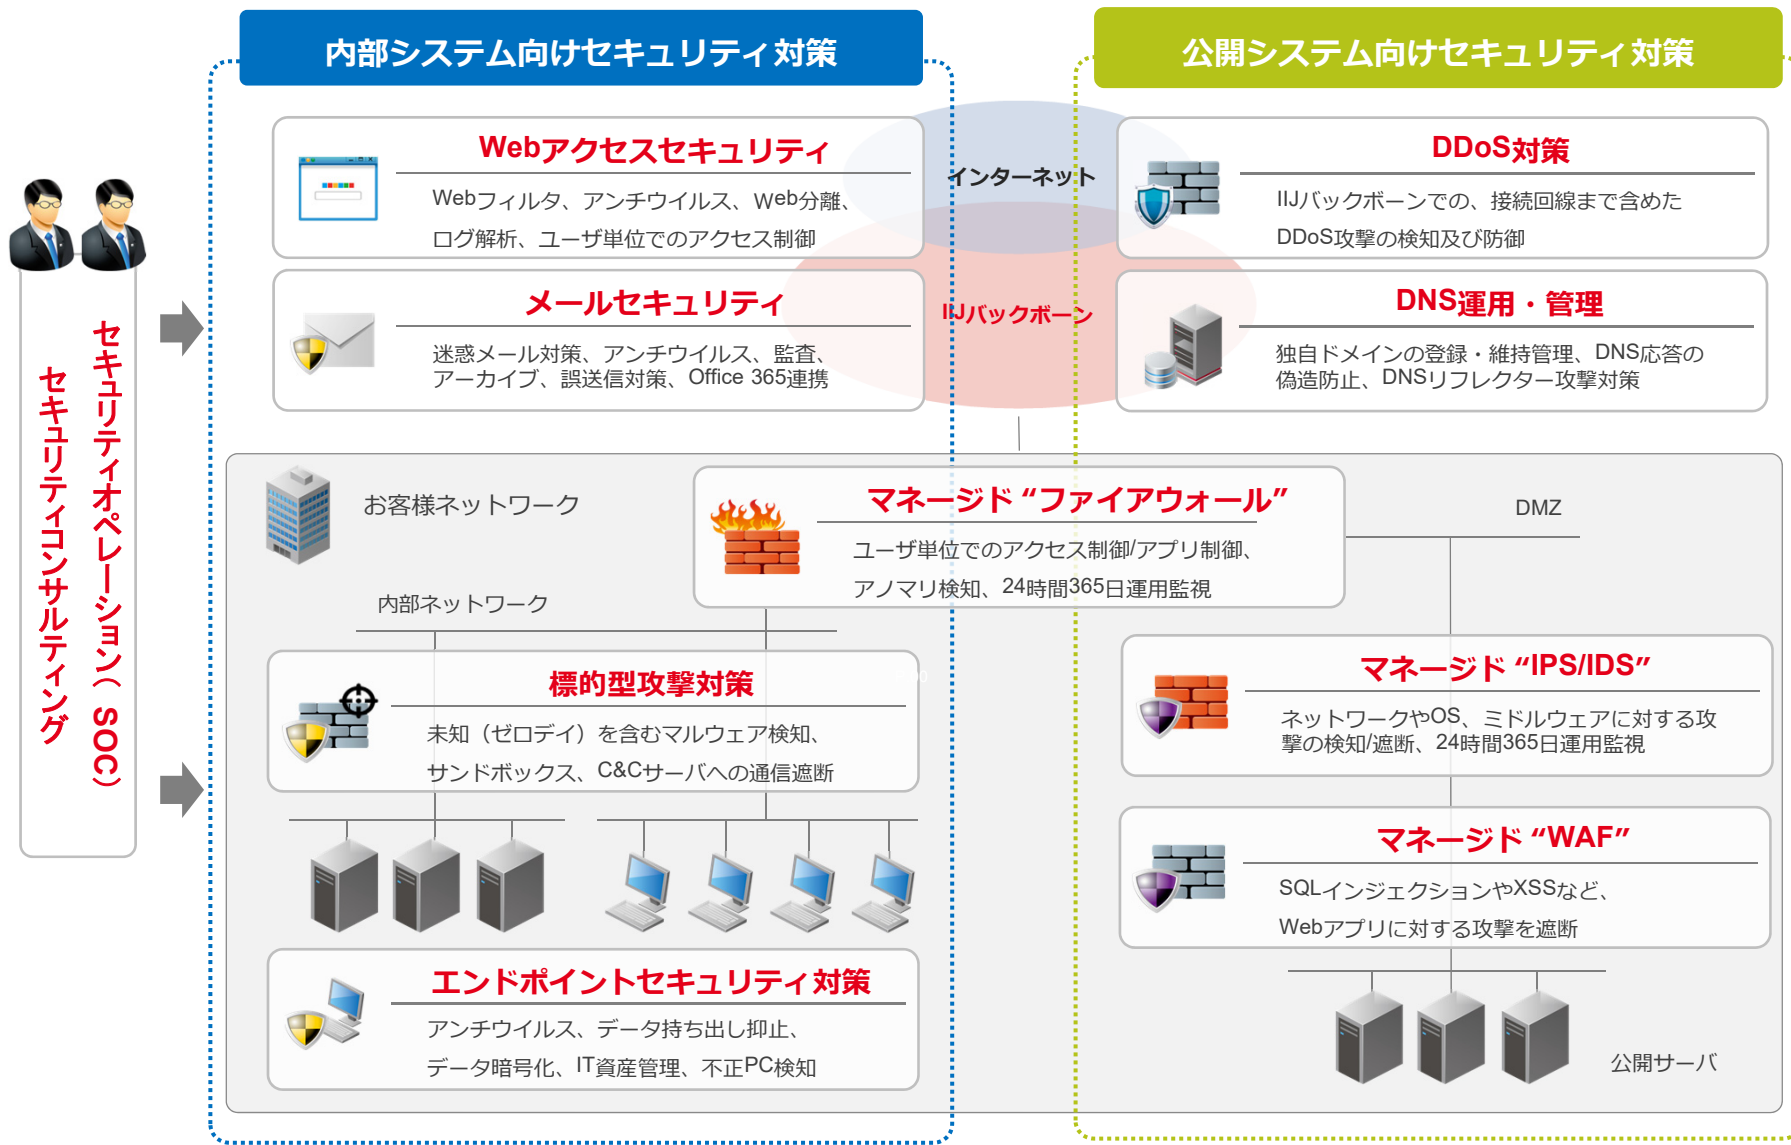 内部システム向けセキュリティ対策
公開システム向けセキュリティ対策
セキュリティオペレーション（SOC）
セキュリティコンサルティング
Webアクセスセキュリティ
Webフィルタ、アンチウイルス、Web分離、
ログ解析、ユーザ単位でのアクセス制御
メールセキュリティ
迷惑メール対策、アンチウイルス、監査、
アーカイブ、誤送信対策、Office 365連携
インターネット
IIJバックボーン
DDoS対策
IIJバックボーンでの、接続回線まで含めた
DDoS攻撃の検知及び防御
DNS運用・管理
独自ドメインの登録・維持管理、DNS応答の
偽造防止、DNSリフレクター攻撃対策
お客様ネットワーク
マネージド “ファイアウォール”
ユーザ単位でのアクセス制御/アプリ制御、
アノマリ検知、24時間365日運用監視
DMZ
内部ネットワーク
標的型攻撃対策
未知（ゼロデイ）を含むマルウェア検知、
サンドボックス、C&Cサーバへの通信遮断
マネージド “IPS/IDS”
ネットワークやOS、ミドルウェアに対する攻
撃の検知/遮断、24時間365日運用監視
マネージド “WAF”
SQLインジェクションやXSSなど、
Webアプリに対する攻撃を遮断
エンドポイントセキュリティ対策
アンチウイルス、データ持ち出し抑止、
データ暗号化、IT資産管理、不正PC検知
公開サーバ